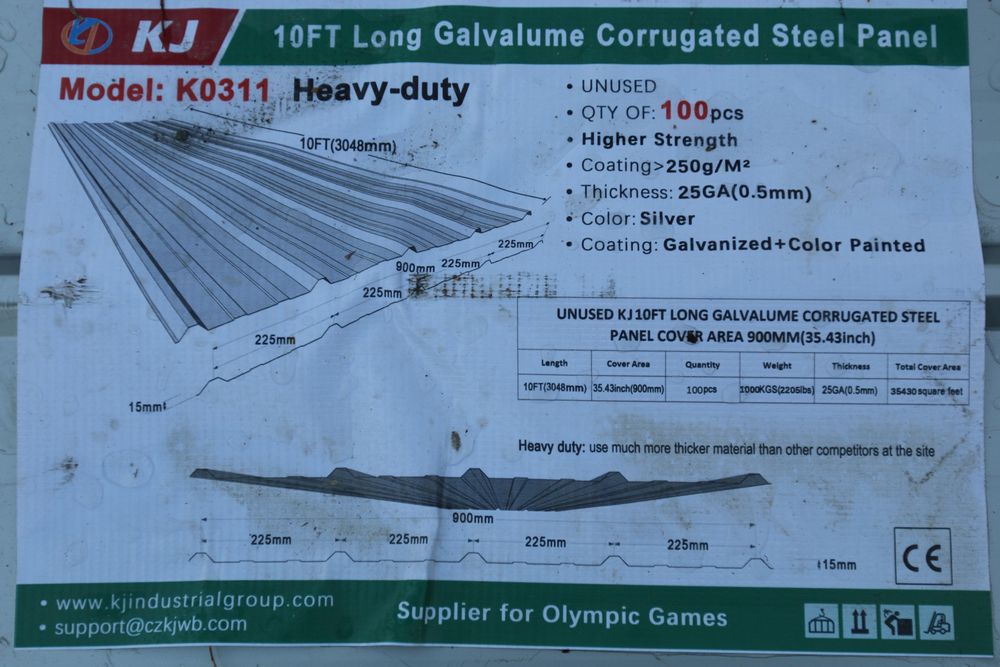 KJ KJ 10FT Long Galvalume Corrugated Steel Panel
Model: K0311 Heavy-duty
• UNUSED
• QTY OF: 100pcs
• Higher Strength
• Coating>250g/M²
• Thickness: 25GA(0.5mm)
• Color: Silver
• Coating: Galvanized+Color Painted
10FT(3048mm)
225mm
900mm 225mm
225mm
225mm
15mm
UNUSED KJ 10FT LONG GALVALUME CORRUGATED STEEL
PANEL COVER AREA 900MM(35.43inch)
Length Cover Area Quantity Weight Thickness Total Cover Area
10FT(3048mm) 35.43inch(900mm) 100pcs 1000KGS(2205lbs) 25GA(0.5mm) 35430 square feet
Heavy duty: use much more thicker material than other competitors at the site
900mm
225mm 225mm 225mm 225mm
15mm
CE
• www.kjindustrialgroup.com
• support@czkjwb.com
Supplier for Olympic Games